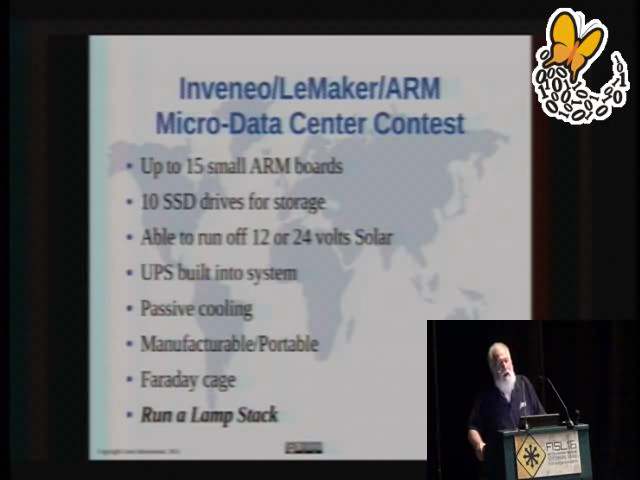 Inveneo/LeMaker/ARM
Micro-Data Center Contest
• Up to 15 small ARM boards
• 10 SSD drives for storage
• Able to run off 12 or 24 volts Solar
• UPS built into system
• Passive cooling
• Manufacturable/Portable
• Faraday cage
• Run a Lamp Stack
FISL16